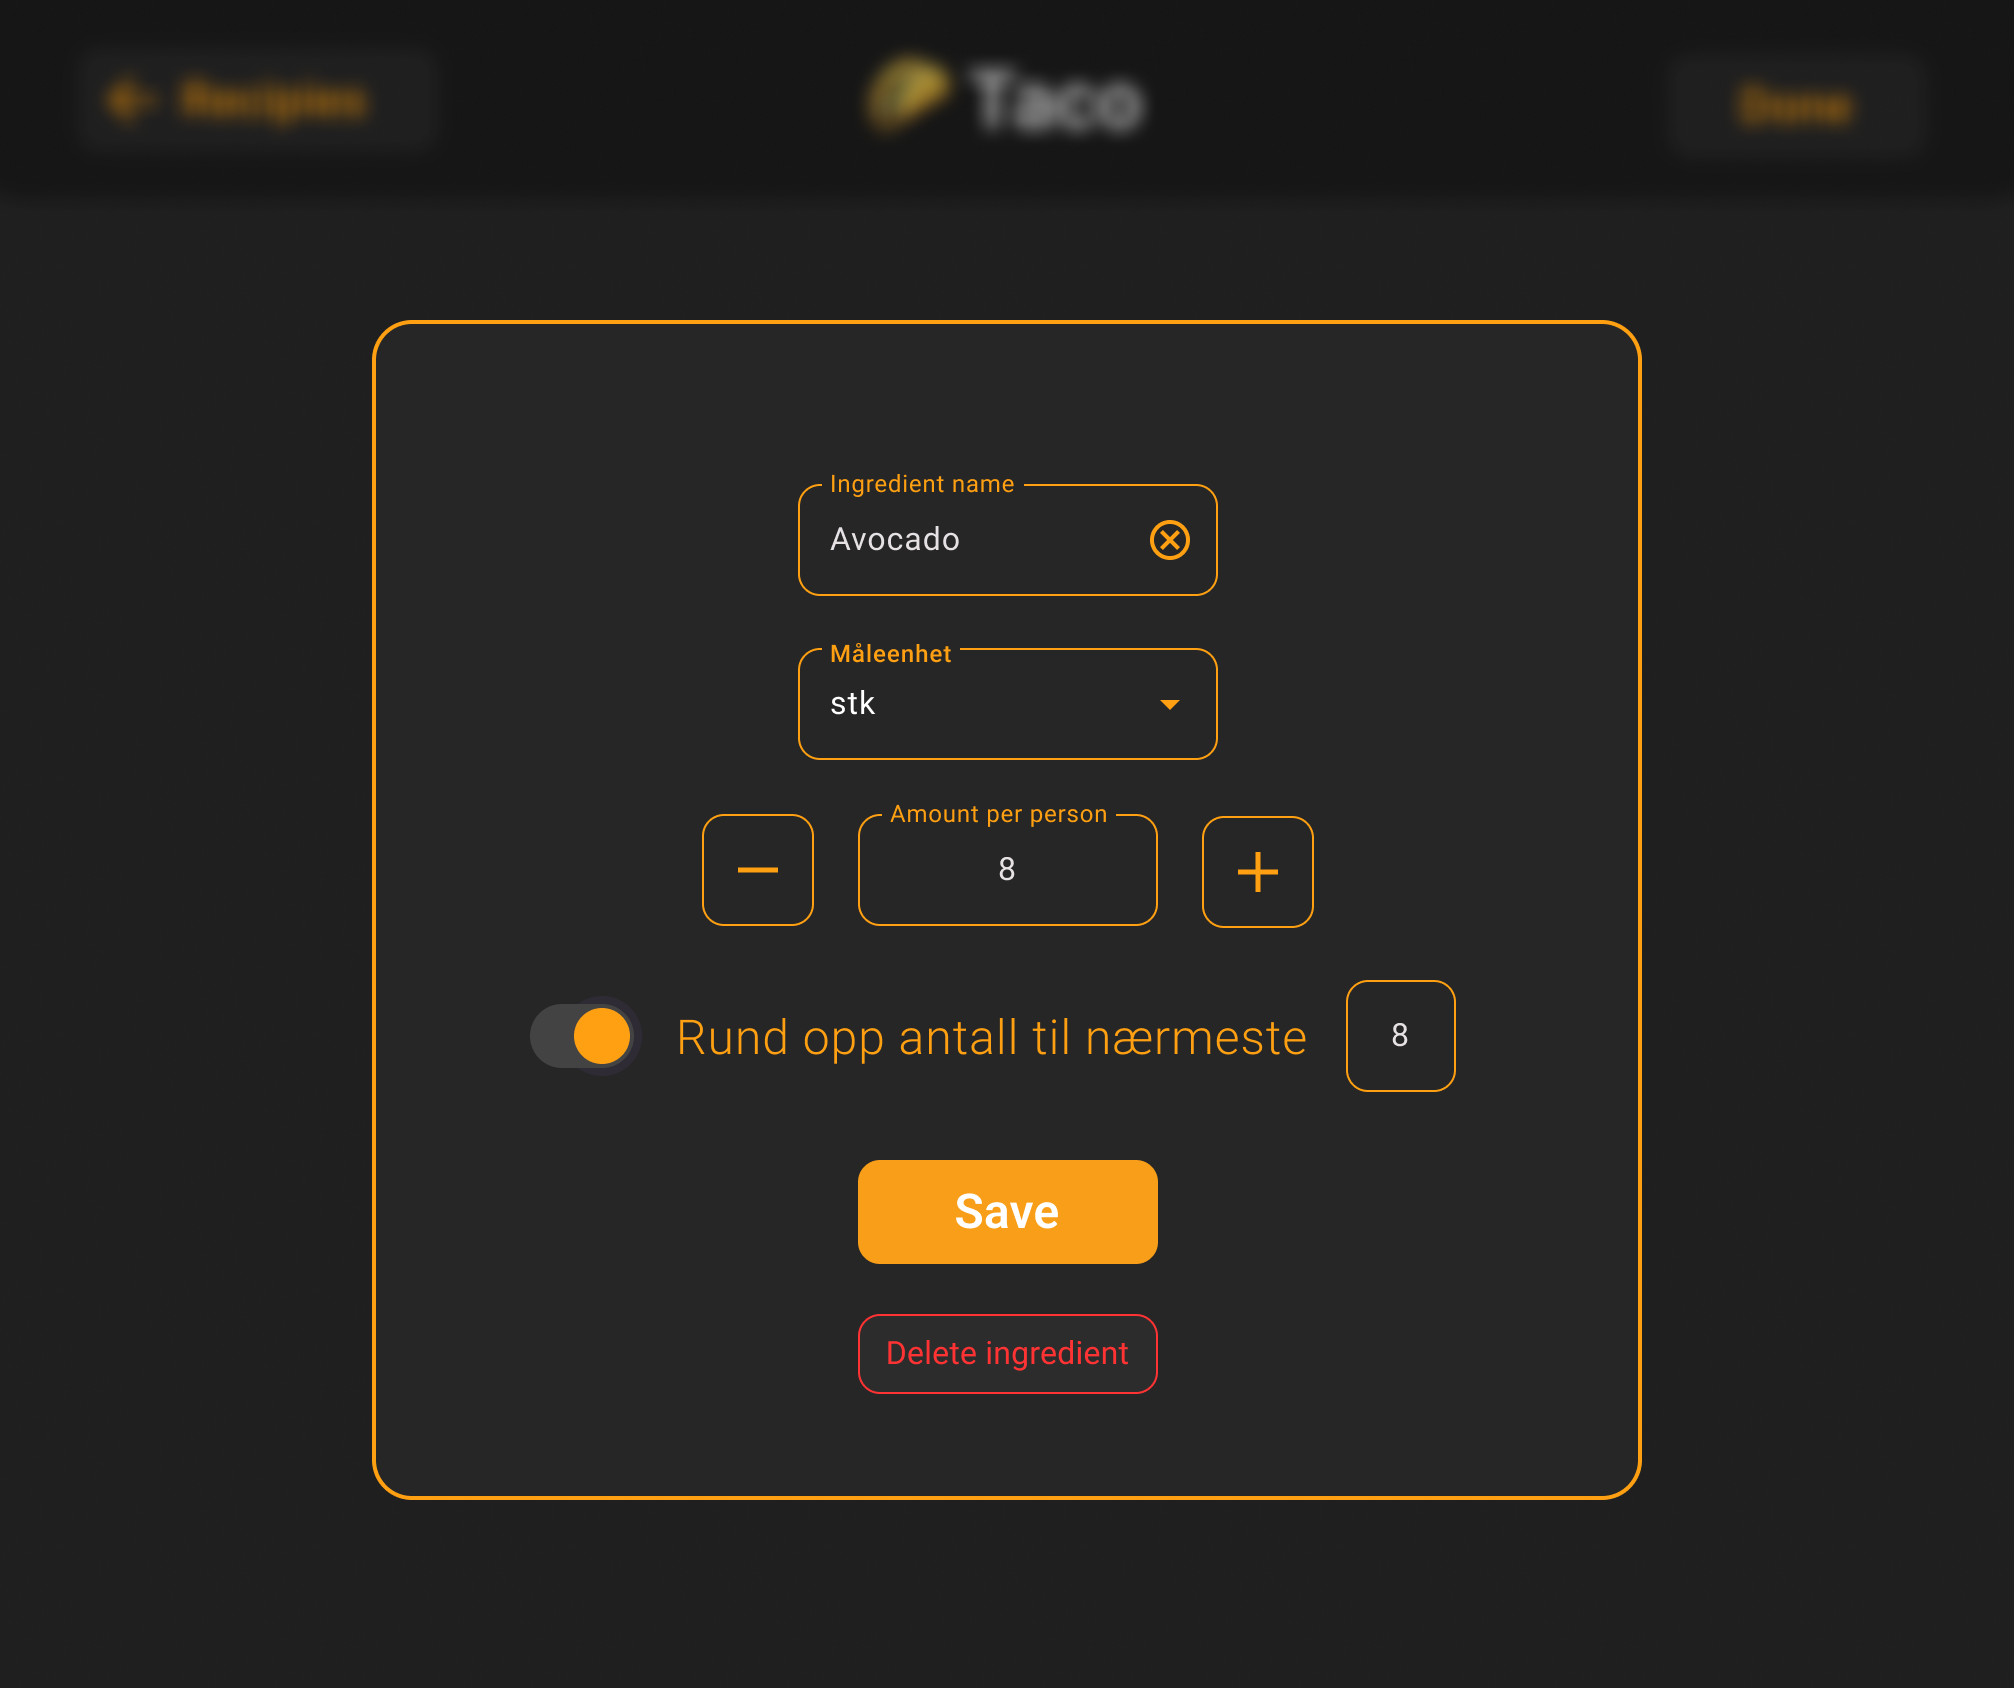 Recipies
Taco
Done
Ingredient name
Avocado
Måleenhet
stk
Amount per person
8
Rund opp antall til nærmeste
8
Save
Delete ingredient